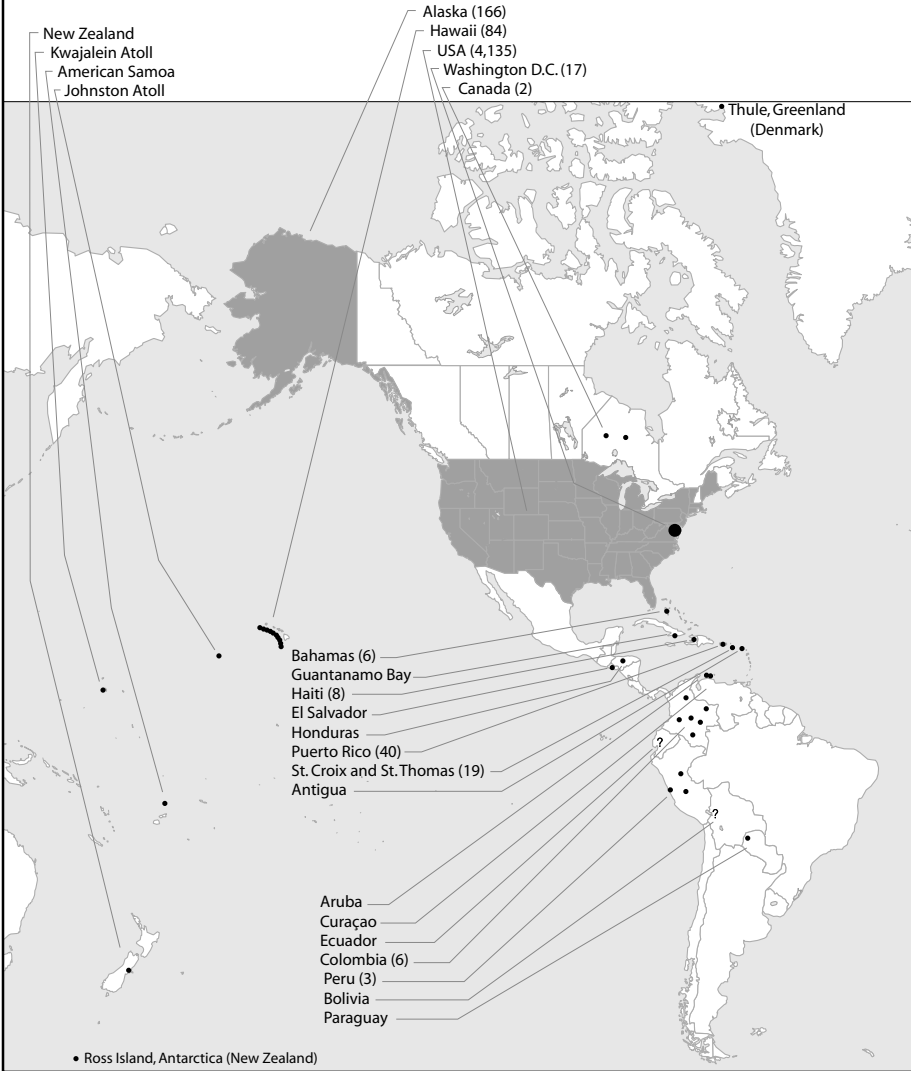 New Zealand
Kwajalein Atoll
American Samoa
Johnston Atoll
Alaska (166)
Hawaii (84)
USA (4,135)
Washington D.C. (17)
Canada (2)
Thule, Greenland
(Denmark)
Bahamas (6)
Guantanamo Bay
Haiti (8)
El Salvador
Honduras
Puerto Rico (40)
St. Croix and St. Thomas (19)
Antigua
?
?
Aruba
Curaçao
Ecuador
Colombia (6)
Peru (3)
Bolivia
Paraguay
Ross Island, Antarctica (New Zealand)